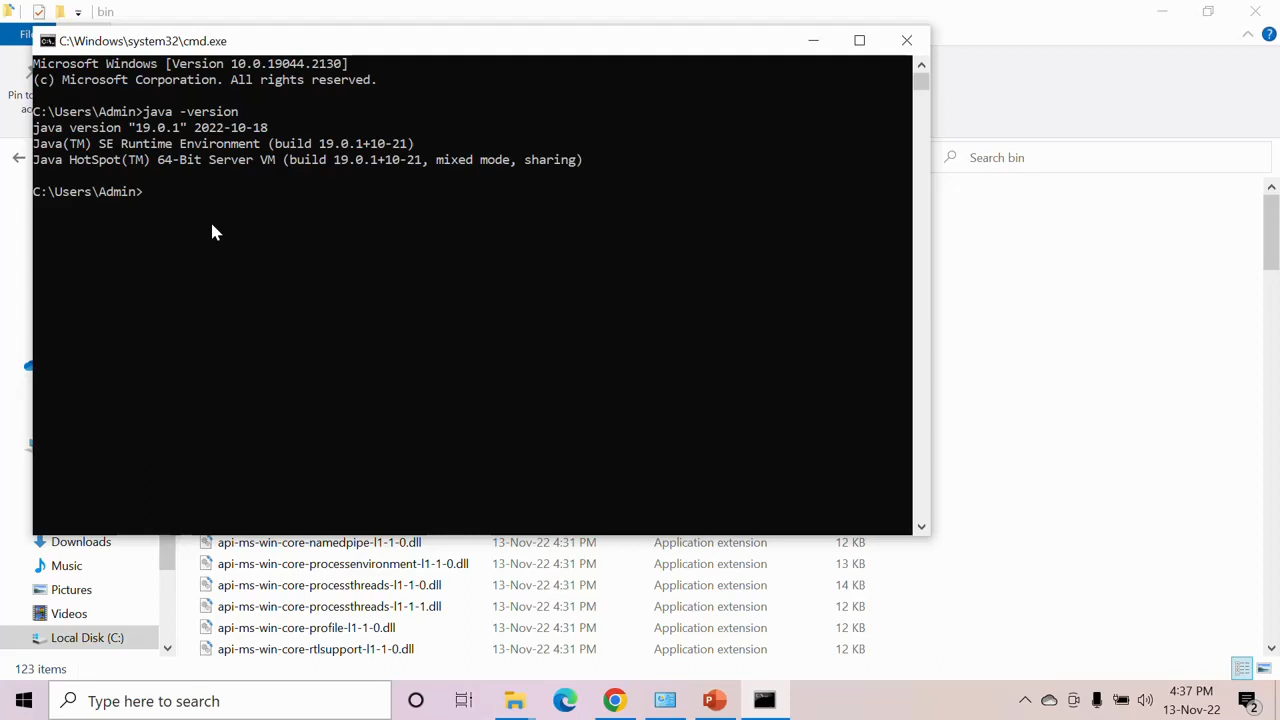 bin
Fil
C:\Windows\system32\cmd.exe
Microsoft Windows [Version 10.0.19044.2130]
(c) Microsoft Corporation. All rights reserved.
C:\Users\Admin>java -version
java version "19.0.1" 2022-10-18
Java(TM) SE Runtime Environment (build 19.0.1+10-21)
Java HotSpot(TM) 64-Bit Server VM (build 19.0.1+10-21, mixed mode, sharing)
C:\Users\Admin>
Pin to
ac
Search bin
Downloads
Music
Pictures
Videos
Local Disk (C:)
api-ms-win-core-namedpipe-l1-1-0.dll 13-Nov-22 4:31 PM Application extension 12 KB
api-ms-win-core-processenvironment-l1-1-0.dll 13-Nov-22 4:31 PM Application extension 13 KB
api-ms-win-core-processthreads-l1-1-0.dll 13-Nov-22 4:31 PM Application extension 14 KB
api-ms-win-core-processthreads-l1-1-1.dll 13-Nov-22 4:31 PM Application extension 12 KB
api-ms-win-core-profile-l1-1-0.dll 13-Nov-22 4:31 PM Application extension 12 KB
api-ms-win-core-rtlsupport-l1-1-0.dll 13-Nov-22 4:31 PM Application extension 12 KB
123 items
Type here to search
4:37 PM
13-Nov-22
2